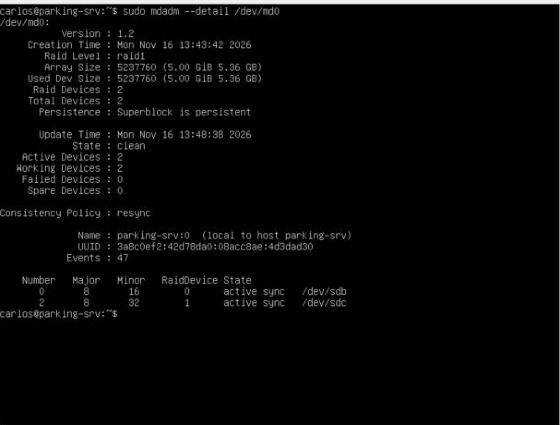 carlos@parking-srv:~$ sudo mdadm --detail /dev/md0
/dev/md0:
Version : 1.2
Creation Time : Mon Nov 16 13:43:42 2026
Raid Level : raid1
Array Size : 5237760 (5.00 GiB 5.36 GB)
Used Dev Size : 5237760 (5.00 GiB 5.36 GB)
Raid Devices : 2
Total Devices : 2
Persistence : Superblock is persistent
Update Time : Mon Nov 16 13:48:38 2026
State : clean
Active Devices : 2
Working Devices : 2
Failed Devices : 0
Spare Devices : 0
Consistency Policy : resync
Name : parking-srv:0 (local to host parking-srv)
UUID : 3a8c0ef2:42d78da0:08acc8ae:4d3dad30
Events : 47
Number Major Minor RaidDevice State
0 8 16 0 active sync /dev/sdb
2 8 32 1 active sync /dev/sdc
carlos@parking-srv:~$